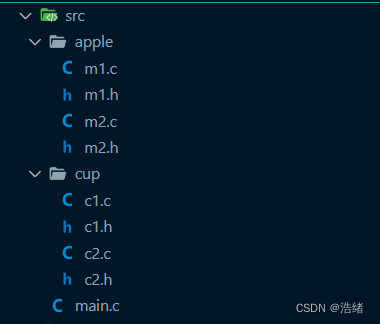 src
apple
C m1.c
h m1.h
C m2.c
h m2.h
cup
C c1.c
h c1.h
C c2.c
h c2.h
C main.c
CSDN @浩绪